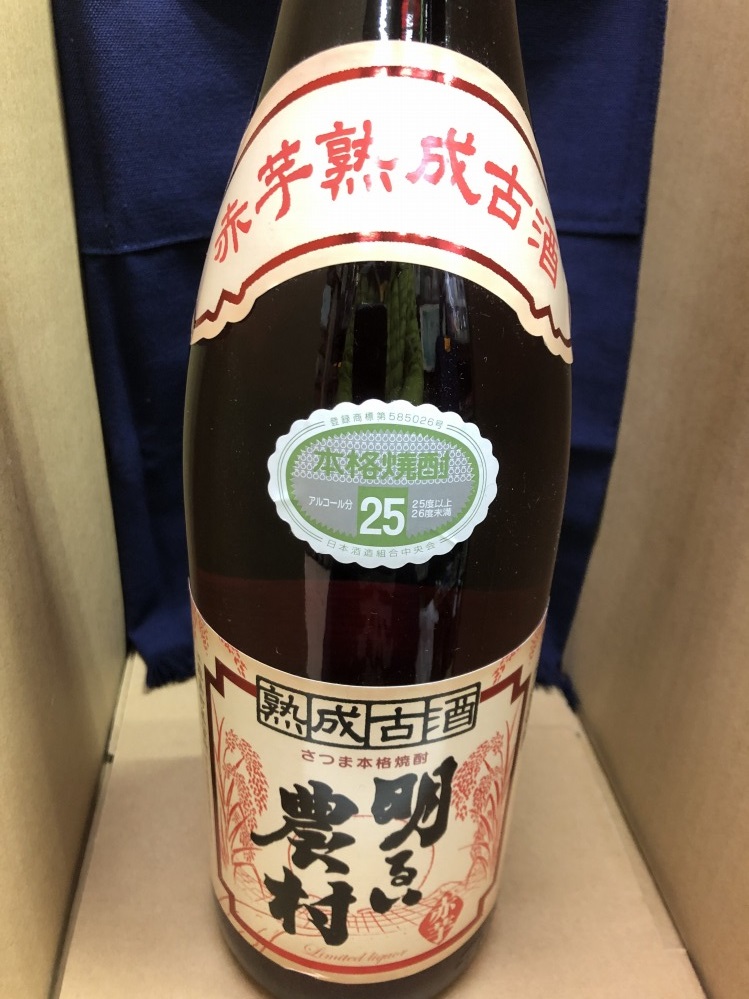 赤芋熟成古酒
登録商標第585026号
本格焼酎
アルコール分
25
25度以上
26度未満
日本酒造組合中央会
熟成古酒
さつま本格焼酎
明るい
農村
赤芋
Limited liquor